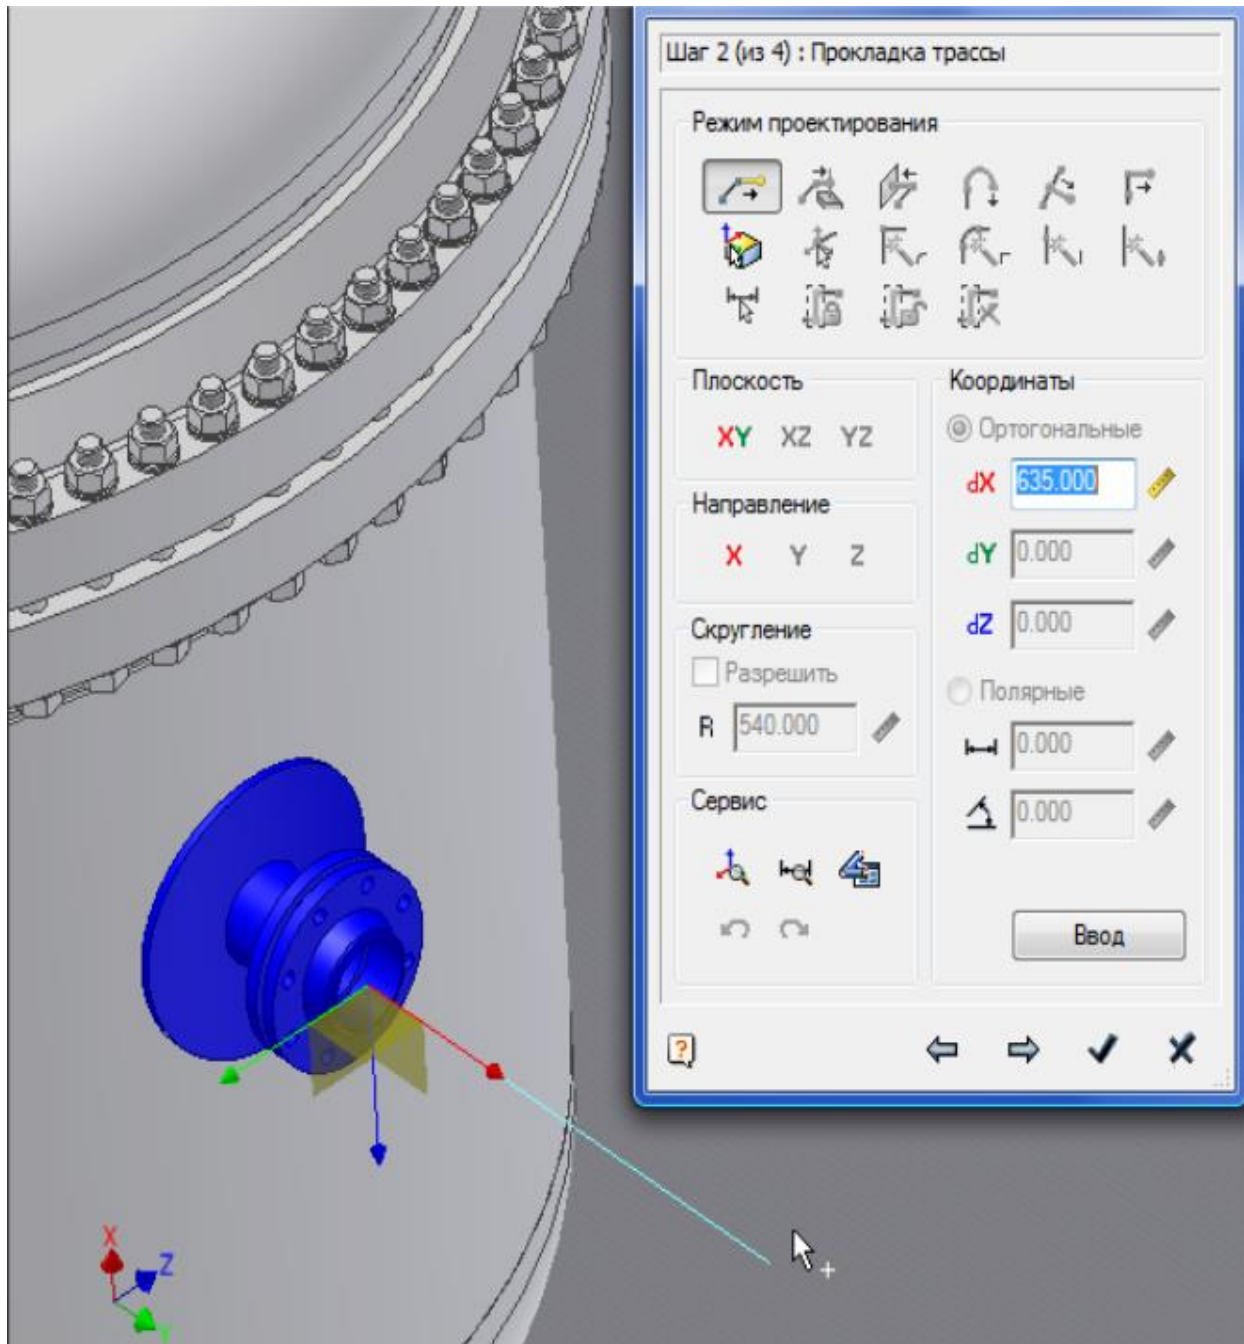 Шаг 2 (из 4) : Прокладка трассы
Режим проектирования
Плоскость
XY XZ YZ
Направление
X Y Z
Скругление
Разрешить
R 540.000
Сервис
Координаты
Ортогональные
dX 635.000
dY 0.000
dZ 0.000
Полярные
0.000
0.000
Ввод
?
X
Z
Y